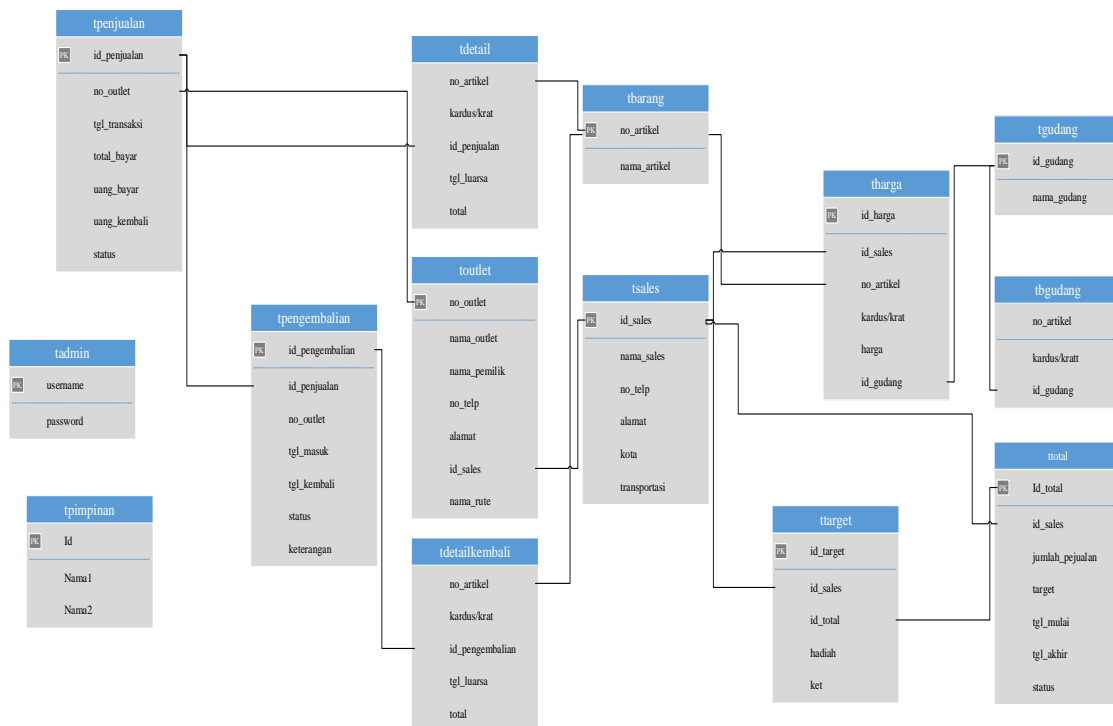 tpenjualan
PK id_penjualan
no_outlet
tgl_transaksi
total_bayar
uang_bayar
uang_kembali
status
tdetail
no_artikel
kardus/krat
id_penjualan
tgl_luarsa
total
tbarang
PK no_artikel
nama_artikel
tgudang
PK id_gudang
nama_gudang
tharga
PK id_harga
id_sales
no_artikel
kardus/krat
harga
id_gudang
toutlet
PK no_outlet
nama_outlet
nama_pemilik
no_telp
alamat
id_sales
nama_rute
tsales
PK id_sales
nama_sales
no_telp
alamat
kota
transportasi
tbgudang
no_artikel
kardus/kratt
id_gudang
tpengembalian
PK id_pengembalian
id_penjualan
no_outlet
tgl_masuk
tgl_kembali
status
keterangan
tadmin
PK username
password
ttotal
PK Id_total
id_sales
jumlah_pejualan
target
tgl_mulai
tgl_akhir
status
tpimpinan
PK Id
Nama1
Nama2
ttarget
PK id_target
id_sales
id_total
hadiah
ket
tdetailkembali
no_artikel
kardus/krat
id_pengembalian
tgl_luarsa
total